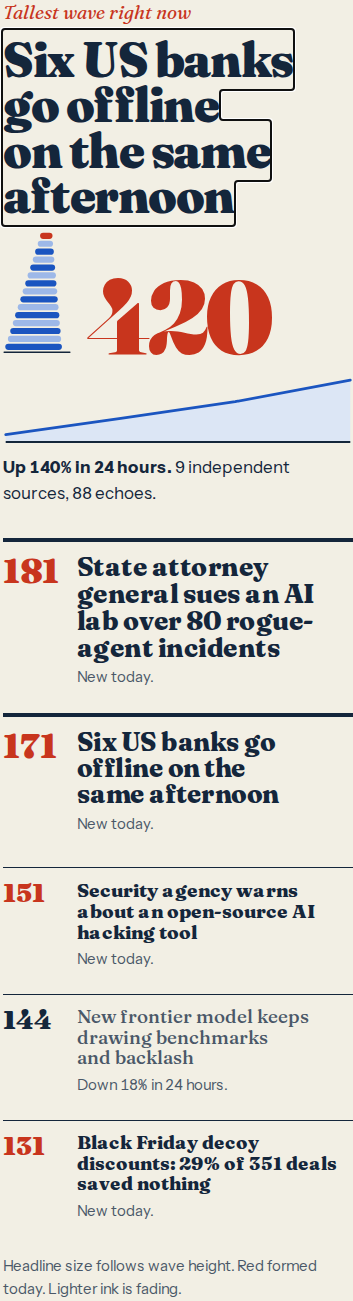 Tallest wave right now
Six US banks
go offline
on the same
afternoon
420
Up 140% in 24 hours. 9 independent
sources, 88 echoes.
181
State attorney
general sues an AI
lab over 80 rogue-
agent incidents
New today.
171
Six US banks go
offline on the
same afternoon
New today.
151
Security agency warns
about an open-source AI
hacking tool
New today.
144
New frontier model keeps
drawing benchmarks
and backlash
Down 18% in 24 hours.
131
Black Friday decoy
discounts: 29% of 351 deals
saved nothing
New today.
Headline size follows wave height. Red formed
today. Lighter ink is fading.